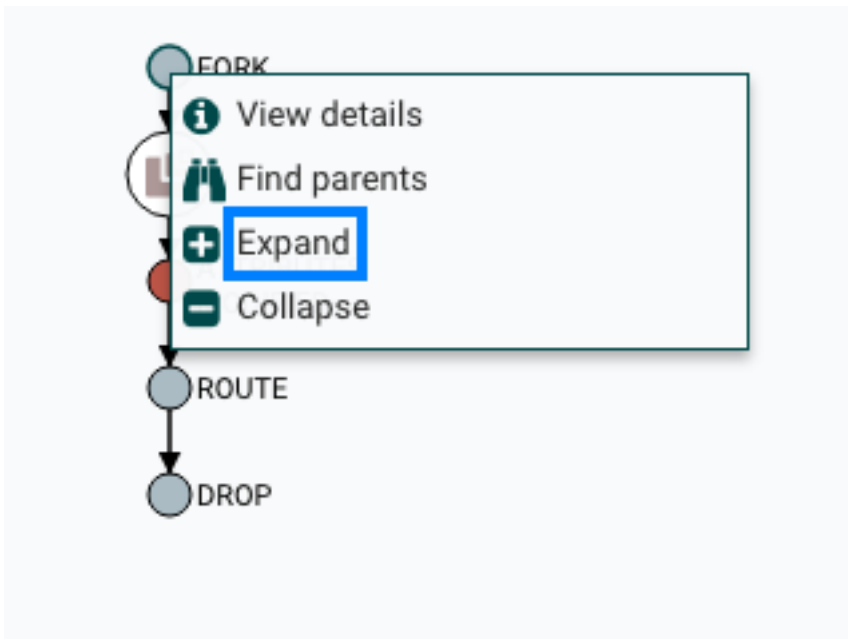 FORK
View details
Find parents
Expand
Collapse
ROUTE
DROP